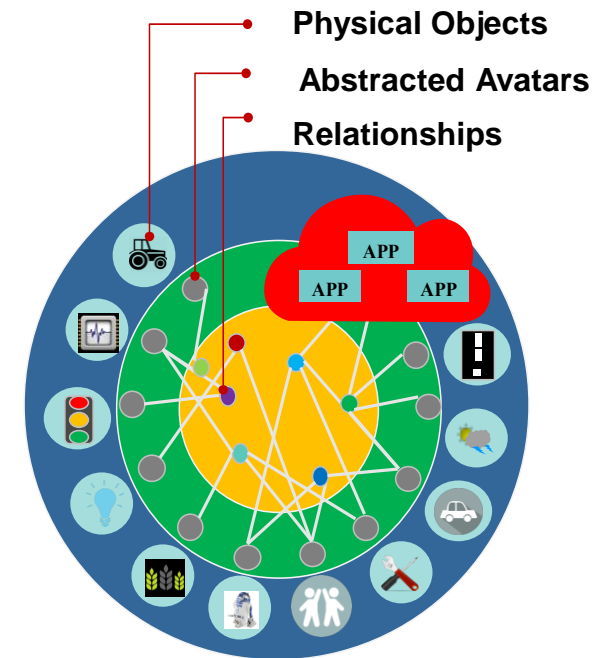 Physical Objects
Abstracted Avatars
Relationships
APP
APP
APP